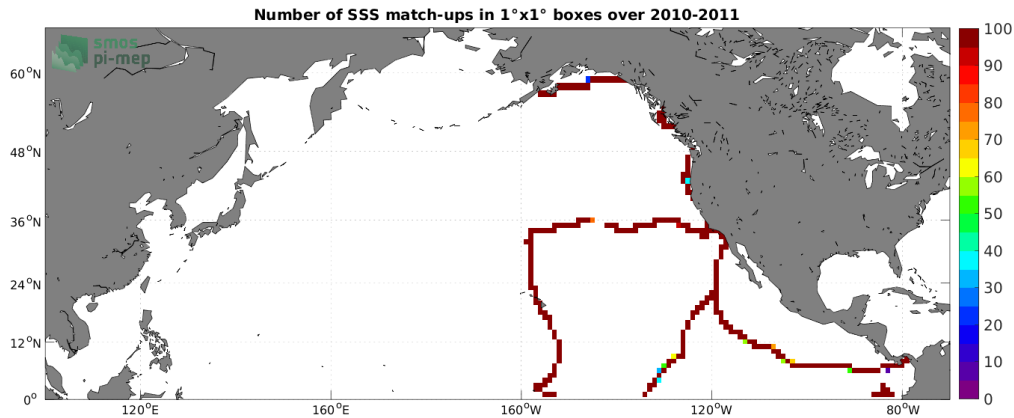 Number of SSS match-ups in 1°x1° boxes over 2010-2011
smos
pi-mep
60°N
48°N
36°N
24°N
12°N
0°
120°E
160°E
160°W
120°W
80°W
100
90
80
70
60
50
40
30
20
10
0